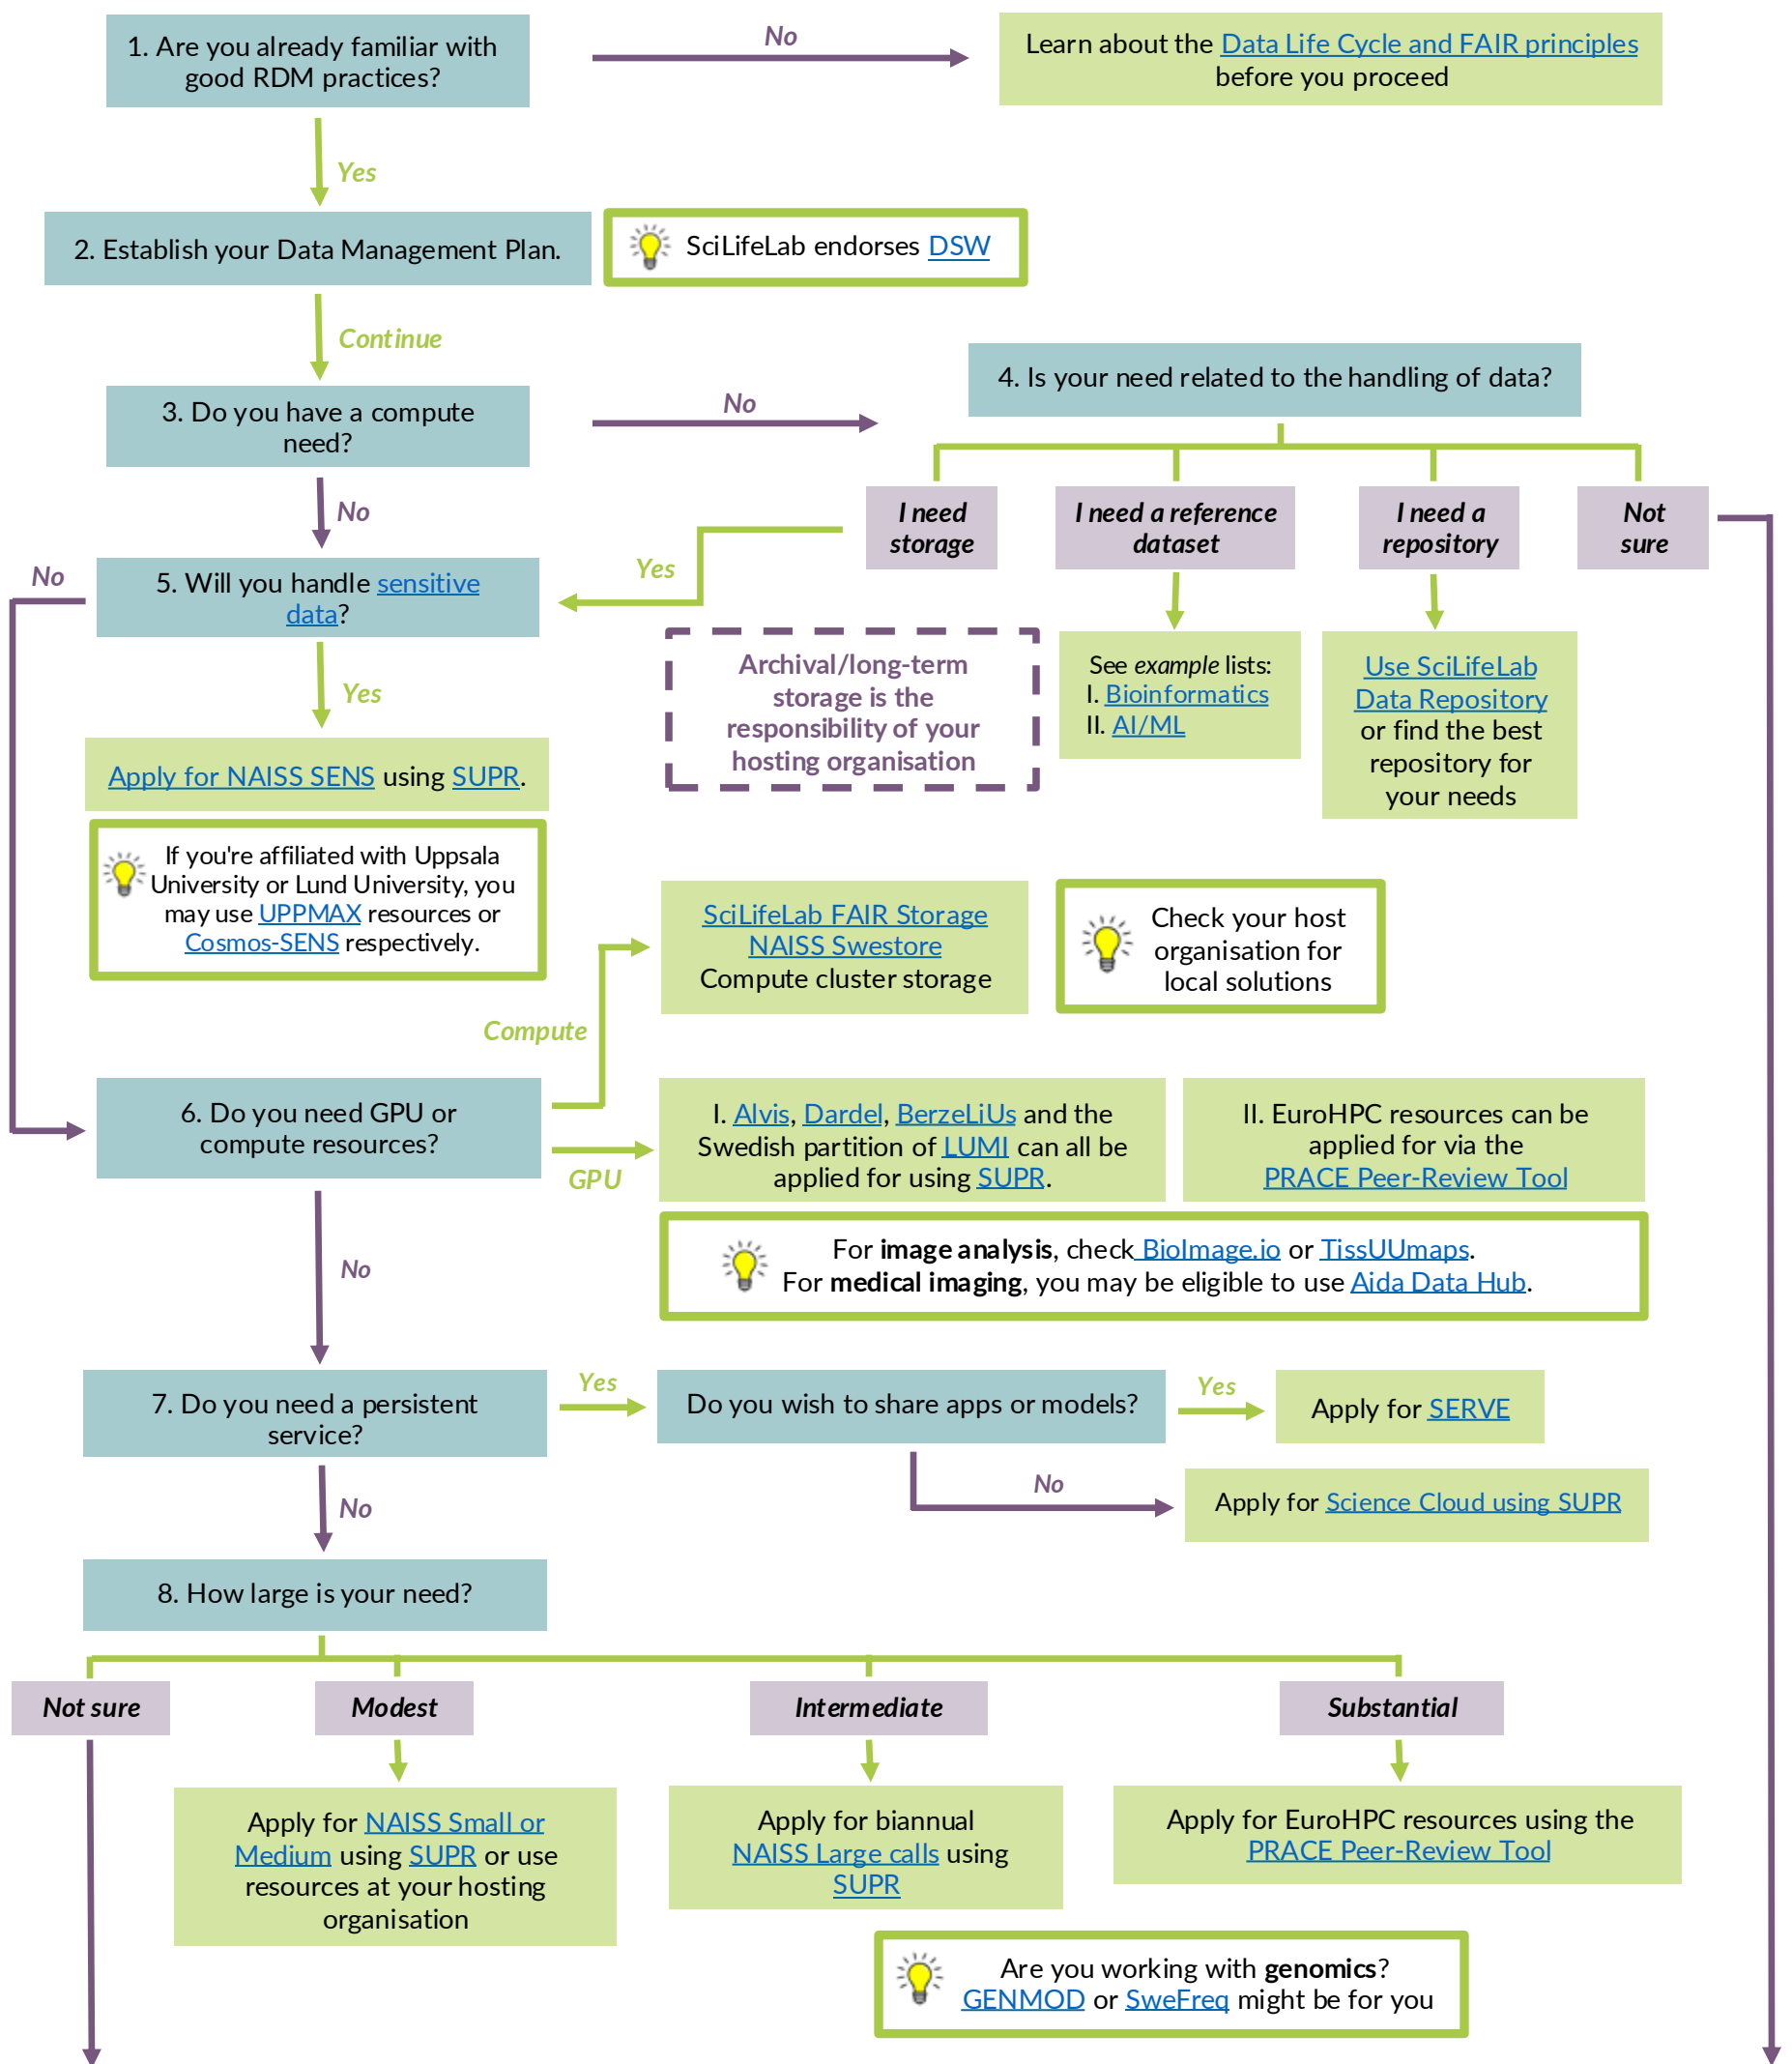 1. Are you already familiar with
good RDM practices?
No
Learn about the Data Life Cycle and FAIR principles
before you proceed
Yes
2. Establish your Data Management Plan.
SciLifeLab endorses DSW
Continue
3. Do you have a compute
need?
No
4. Is your need related to the handling of data?
No
I need
storage
I need a reference
dataset
I need a
repository
Not
sure
No
5. Will you handle sensitive
data?
Yes
Yes
Archival/long-term
storage is the
responsibility of your
hosting organisation
See example lists:
I. Bioinformatics
II. AI/ML
Use SciLifeLab
Data Repository
or find the best
repository for
your needs
Apply for NAISS SENS using SUPR.
If you're affiliated with Uppsala
University or Lund University, you
may use UPPMAX resources or
Cosmos-SENS respectively.
SciLifeLab FAIR Storage
NAISS Swestore
Compute cluster storage
Check your host
organisation for
local solutions
Compute
6. Do you need GPU or
compute resources?
GPU
I. Alvis, Dardel, BerzeLiUs and the
Swedish partition of LUMI can all be
applied for using SUPR.
II. EuroHPC resources can be
applied for via the
PRACE Peer-Review Tool
For image analysis, check BioImage.io or TissUUmaps.
For medical imaging, you may be eligible to use Aida Data Hub.
No
7. Do you need a persistent
service?
Yes
Do you wish to share apps or models?
Yes
Apply for SERVE
No
Apply for Science Cloud using SUPR
No
8. How large is your need?
Not sure
Modest
Intermediate
Substantial
Apply for NAISS Small or
Medium using SUPR or use
resources at your hosting
organisation
Apply for biannual
NAISS Large calls using
SUPR
Apply for EuroHPC resources using the
PRACE Peer-Review Tool
Are you working with genomics?
GENMOD or SweFreq might be for you